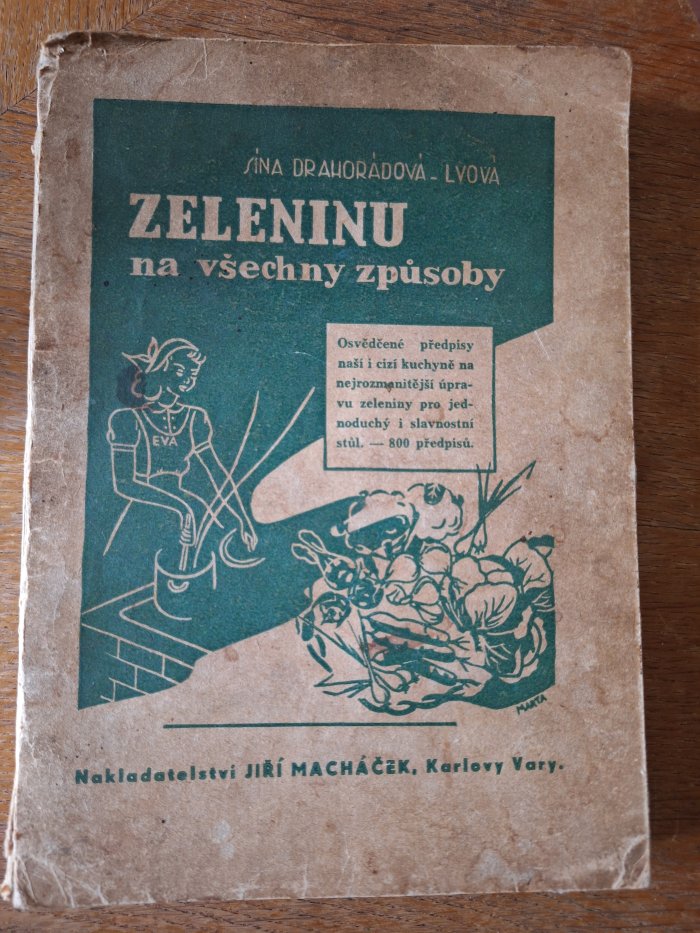 SÍNA DRAHORÁDOVÁ - LVOVÁ
ZELENINU
na všechny způsoby
Osvědčené předpisy
naší i cizí kuchyně na
nejrozmanitější úpra-
vu zeleniny pro jed-
noduchý i slavnostní
stůl. — 800 předpisů.
EVA
MARTA
Nakladatelství JIŘÍ MACHÁČEK, Karlovy Vary.